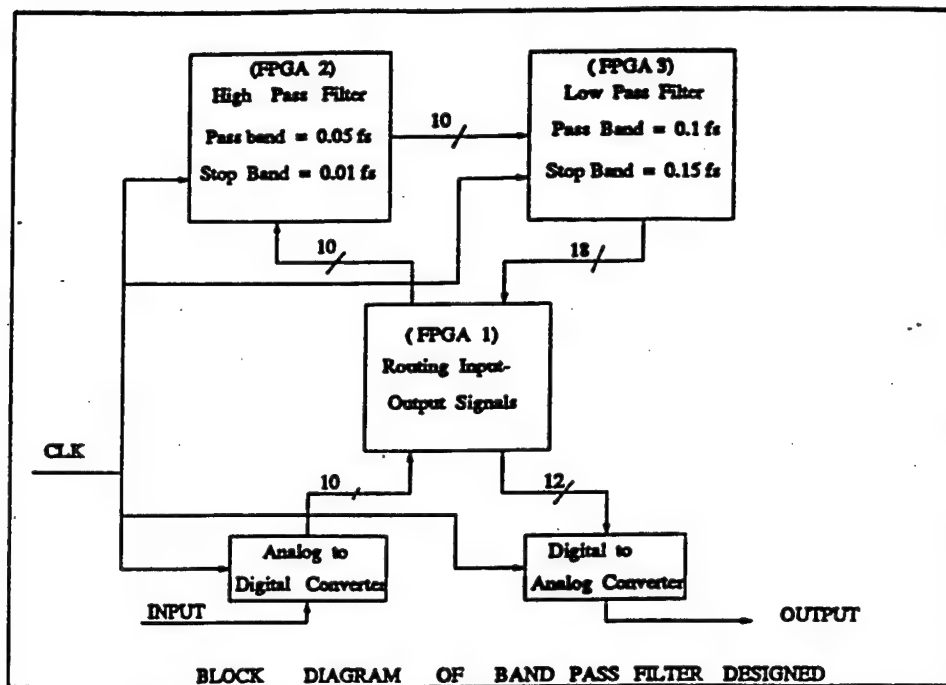 (FPGA 2)
High Pass Filter
Pass band = 0.05 fs
Stop Band = 0.01 fs
10
(FPGA 3)
Low Pass Filter
Pass Band = 0.1 fs
Stop Band = 0.15 fs
10
18
(FPGA 1)
Routing Input-
Output Signals
CLK
10
12
Analog to
Digital Converter
Digital to
Analog Converter
INPUT
OUTPUT
BLOCK DIAGRAM OF BAND PASS FILTER DESIGNED